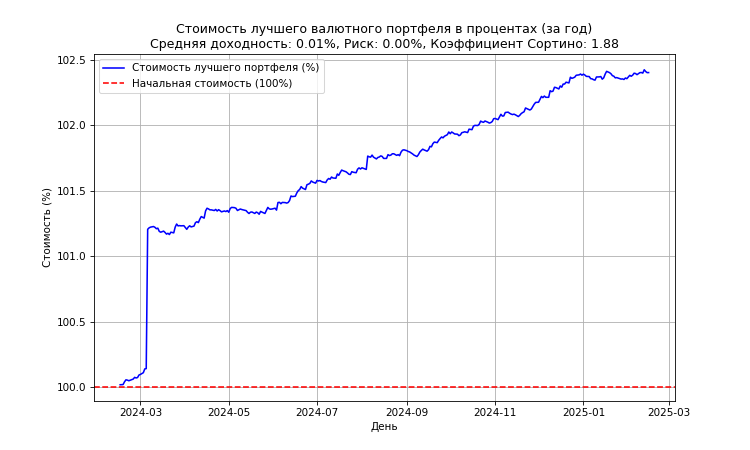 Стоимость лучшего валютного портфеля в процентах (за год)
Средняя доходность: 0.01%, Риск: 0.00%, Коэффициент Сортино: 1.88
Стоимость лучшего портфеля (%)
Начальная стоимость (100%)
Стоимость (%)
102.5
102.0
101.5
101.0
100.5
100.0
2024-03 2024-05 2024-07 2024-09 2024-11 2025-01 2025-03
День